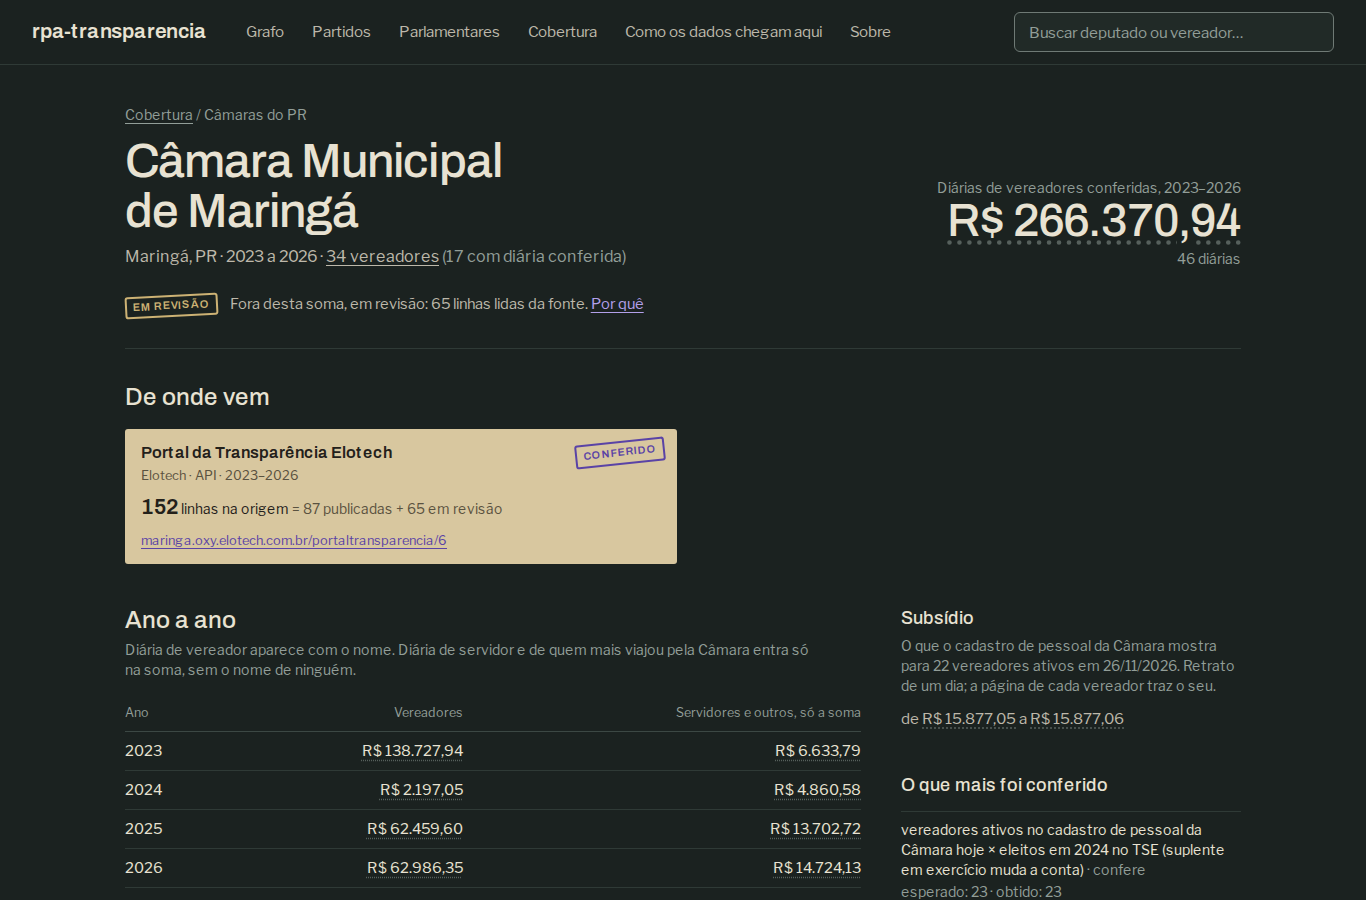 rpa-transparencia Grafo Partidos Parlamentares Cobertura Como os dados chegam aqui Sobre Buscar deputado ou vereador...
Cobertura / Câmaras do PR
Câmara Municipal
de Maringá
Maringá, PR · 2023 a 2026 · 34 vereadores (17 com diária conferida)
Diárias de vereadores conferidas, 2023–2026
R$ 266.370,94
46 diárias
EM REVISÃO Fora desta soma, em revisão: 65 linhas lidas da fonte. Por quê
De onde vem
Portal da Transparência Elotech
CONFERIDO
Elotech · API · 2023–2026
152 linhas na origem = 87 publicadas + 65 em revisão
maringa.oxy.elotech.com.br/portaltransparencia/6
Ano a ano
Diária de vereador aparece com o nome. Diária de servidor e de quem mais viajou pela Câmara entra só
na soma, sem o nome de ninguém.
Ano Vereadores Servidores e outros, só a soma
2023 R$ 138.727,94 R$ 6.633,79
2024 R$ 2.197,05 R$ 4.860,58
2025 R$ 62.459,60 R$ 13.702,72
2026 R$ 62.986,35 R$ 14.724,13
Subsídio
O que o cadastro de pessoal da Câmara mostra
para 22 vereadores ativos em 26/11/2026. Retrato
de um dia; a página de cada vereador traz o seu.
de R$ 15.877,05 a R$ 15.877,06
O que mais foi conferido
vereadores ativos no cadastro de pessoal da
Câmara hoje × eleitos em 2024 no TSE (suplente
em exercício muda a conta) · confere
esperado: 23 · obtido: 23